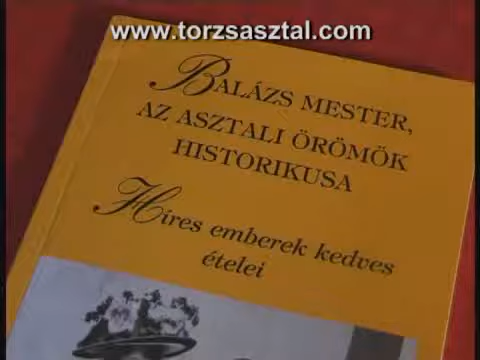 www.torzsasztal.com
BALÁZS MESTER,
AZ ASZTALI ÖRÖMÖK
HISTORIKUSA
Híres emberek kedves
ételei